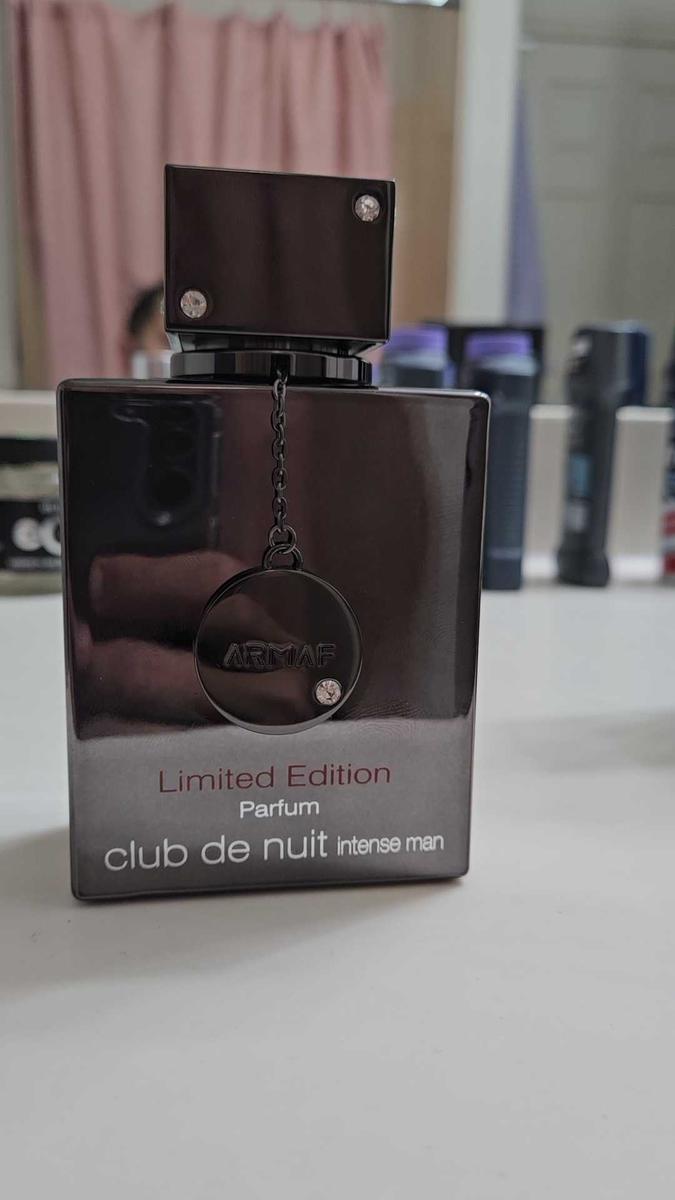 ARMAF
Limited Edition
Parfum
club de nuit intense man